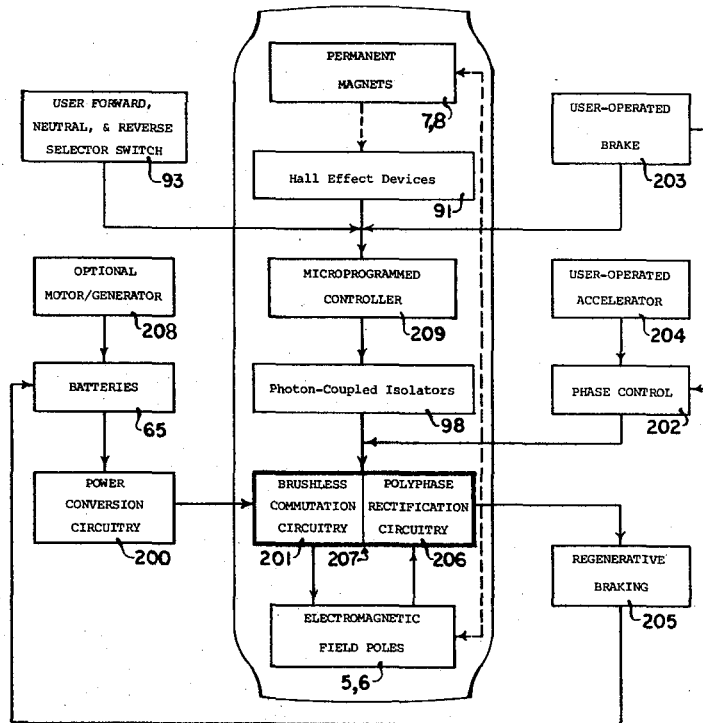 PERMANENT
MAGNETS
7,8
USER FORWARD,
NEUTRAL, & REVERSE
SELECTOR SWITCH
93
USER-OPERATED
BRAKE
203
Hall Effect Devices
91
OPTIONAL
MOTOR/GENERATOR
208
MICROPROGRAMMED
CONTROLLER
209
USER-OPERATED
ACCELERATOR
204
BATTERIES
65
Photon-Coupled Isolators
98
PHASE CONTROL
202
POWER
CONVERSION
CIRCUITRY
200
BRUSHLESS
COMMUTATION
CIRCUITRY
201
207
POLYPHASE
RECTIFICATION
CIRCUITRY
206
REGENERATIVE
BRAKING
205
ELECTROMAGNETIC
FIELD POLES
5,6